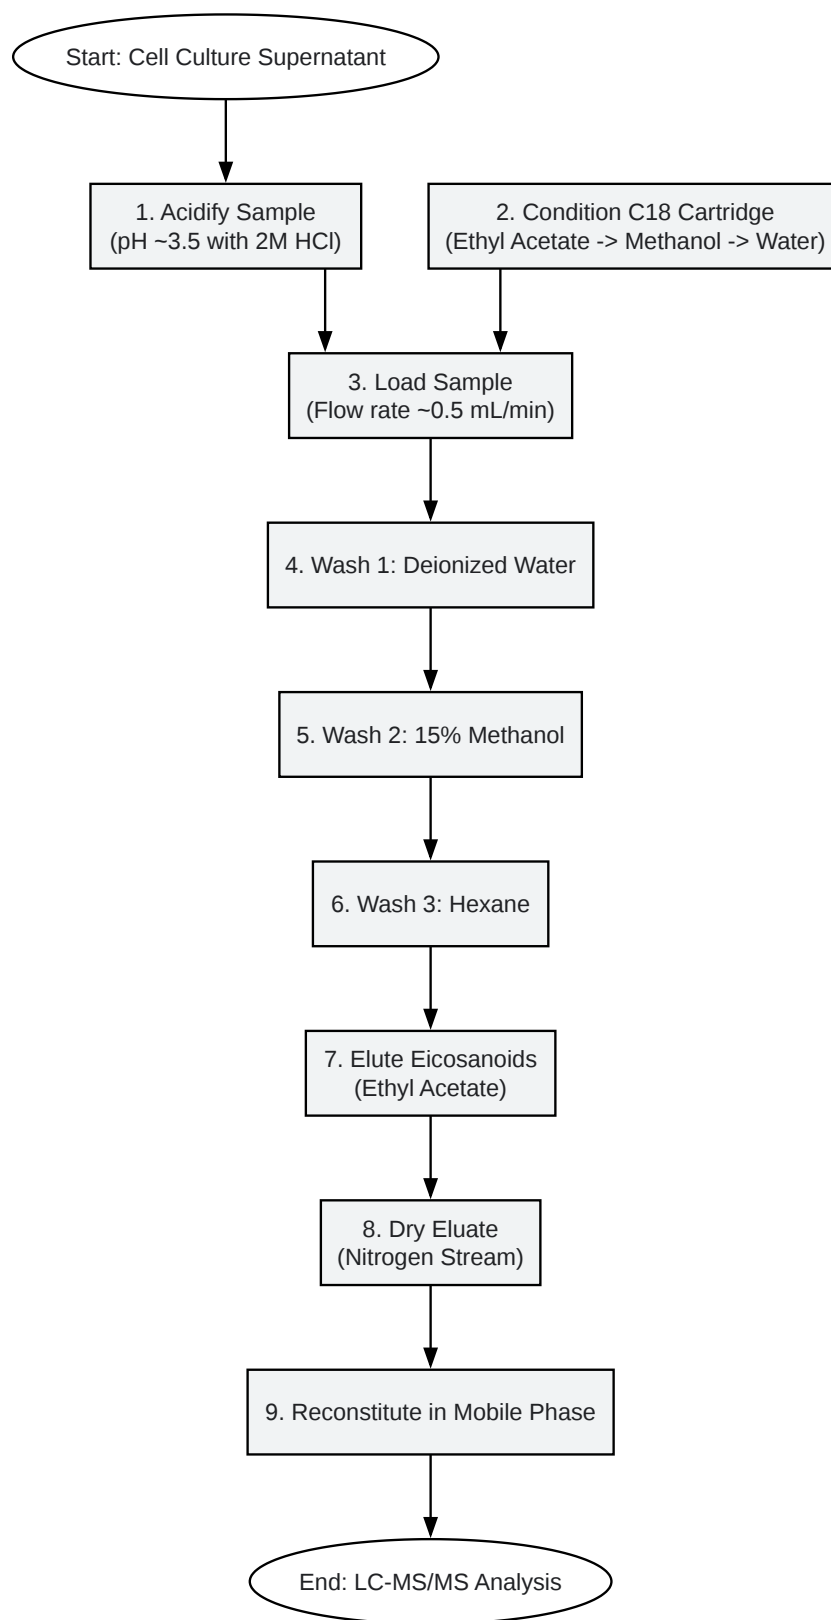 Start: Cell Culture Supernatant
1. Acidify Sample
(pH ~3.5 with 2M HCl)
2. Condition C18 Cartridge
(Ethyl Acetate -> Methanol -> Water)
3. Load Sample
(Flow rate ~0.5 mL/min)
4. Wash 1: Deionized Water
5. Wash 2: 15% Methanol
6. Wash 3: Hexane
7. Elute Eicosanoids
(Ethyl Acetate)
8. Dry Eluate
(Nitrogen Stream)
9. Reconstitute in Mobile Phase
End: LC-MS/MS Analysis